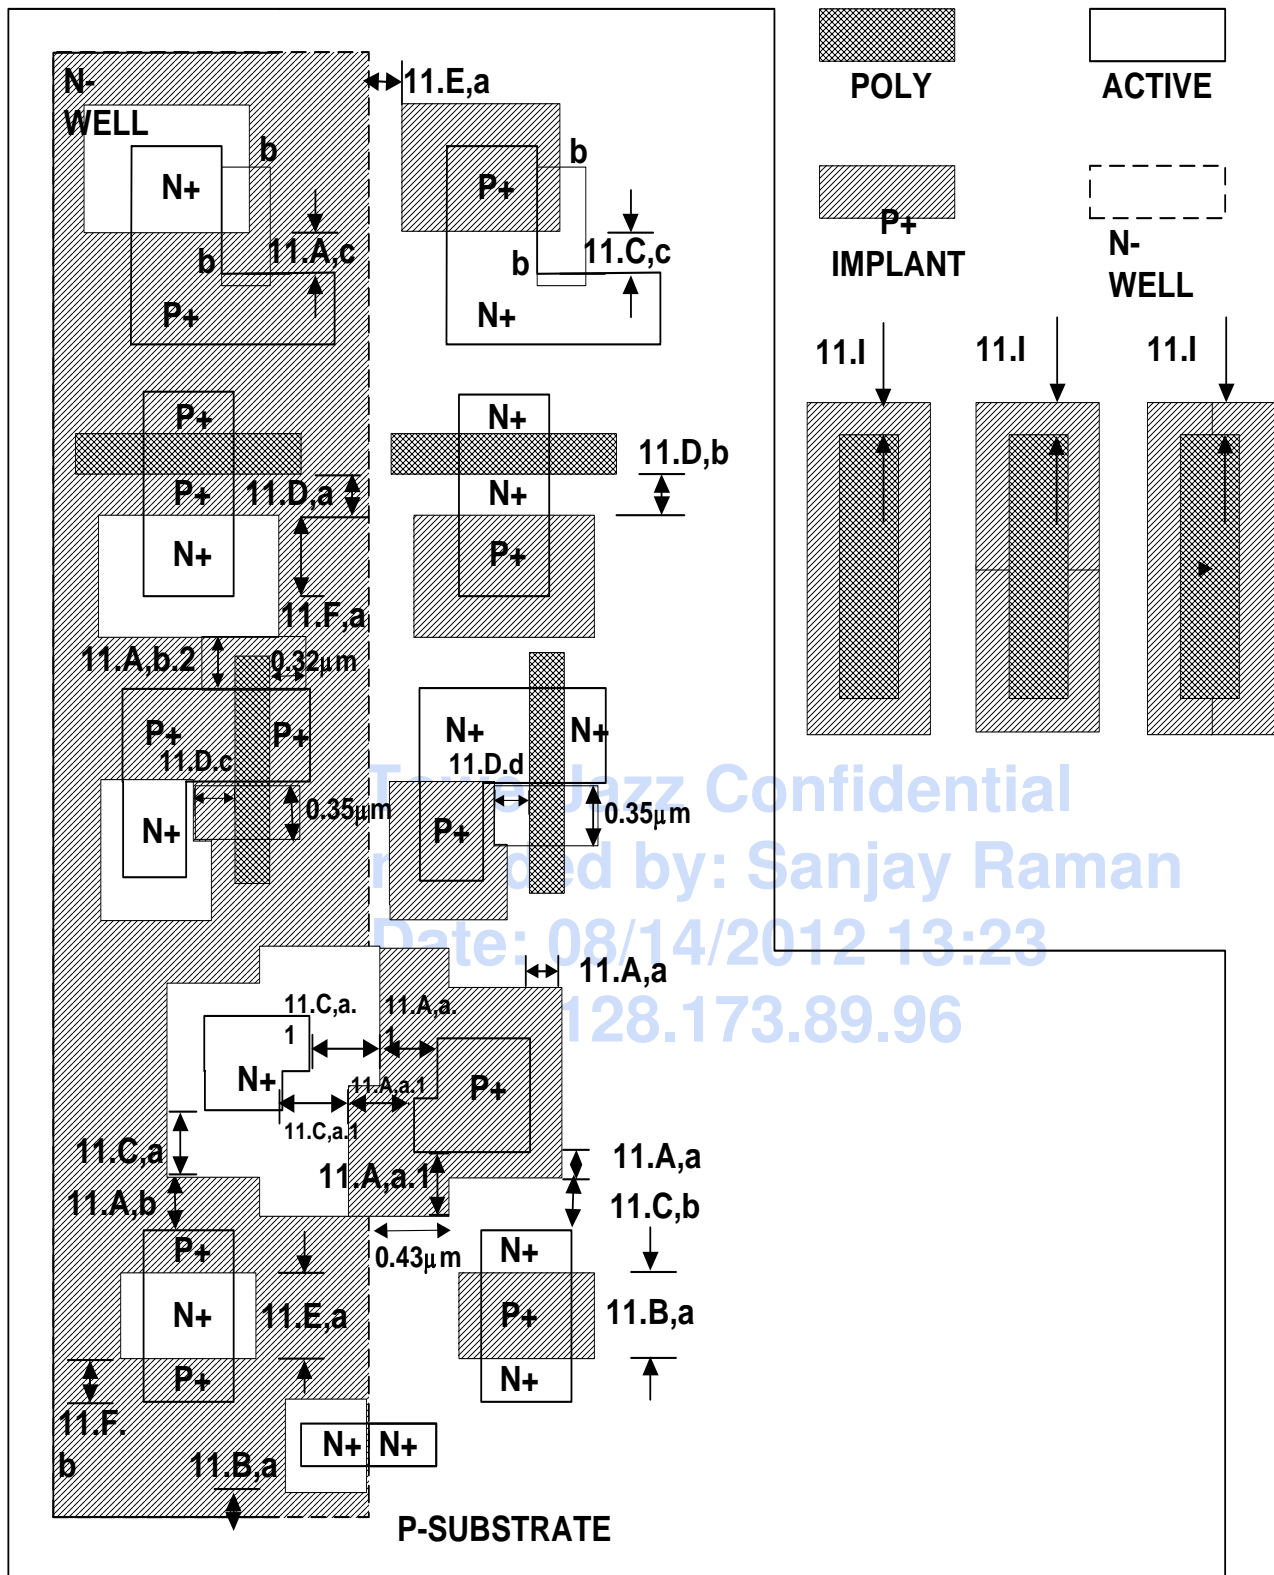 N-
WELL
11.E,a
POLY
ACTIVE
b
b
N+
P+
11.A,c
11.C,c
b
b
P+
N+
P+
IMPLANT
N-
WELL
11.I
11.I
11.I
P+
N+
11.D,b
P+
11.D,a
N+
N+
P+
11.F,a
11.A,b.2
0.32µm
P+
P+
N+
N+
11.D.c
11.D.d
0.35µm
0.35µm
N+
P+
Jazz Confidential
ed by: Sanjay Raman
Date: 08/14/2012 13:23
128.173.89.96
11.A,a
11.C,a.
1
11.A,a.
1
N+
11.A,a.1
P+
11.C,a.1
11.C,a
11.A,a.1
11.A,a
11.A,b
11.C,b
P+
0.43µm
N+
N+
11.E,a
P+
11.B,a
P+
N+
11.F.
b
N+
N+
11.B,a
P-SUBSTRATE